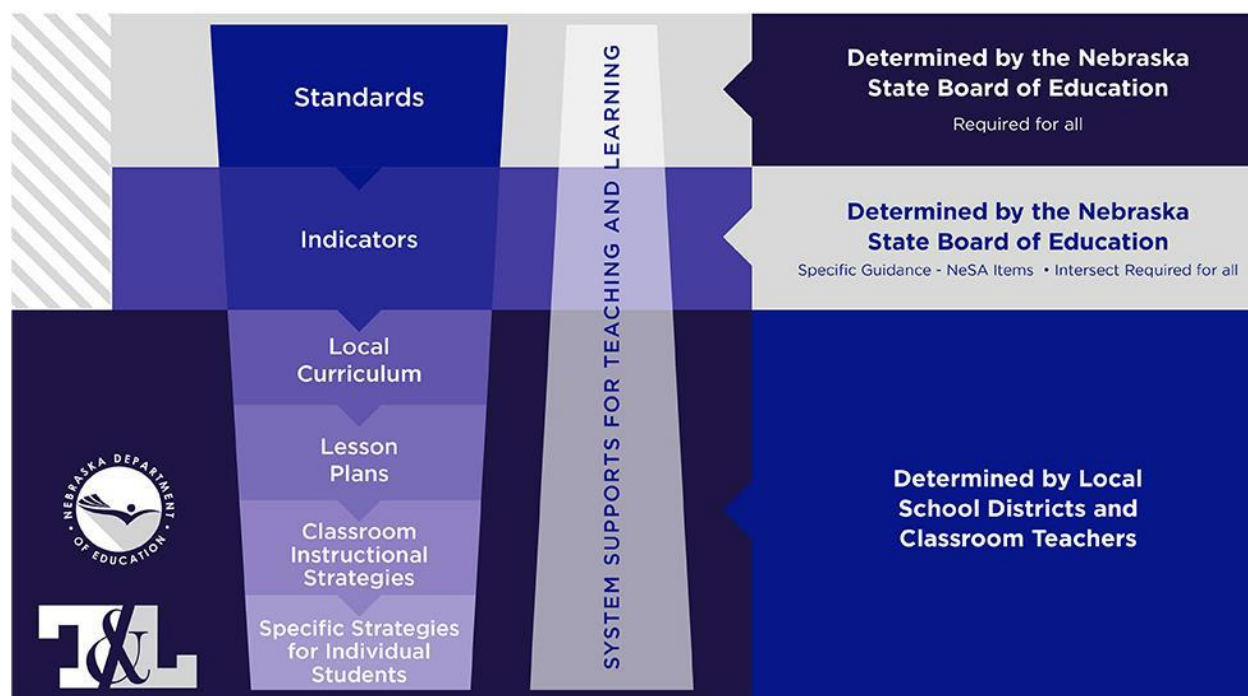 Standards
Indicators
Local
Curriculum
Lesson
Plans
Classroom
Instructional
Strategies
Specific Strategies
for Individual
Students
SYSTEM SUPPORTS FOR TEACHING AND LEARNING
Determined by the Nebraska
State Board of Education
Required for all
Determined by the Nebraska
State Board of Education
Specific Guidance - NeSA Items • Intersect Required for all
Determined by Local
School Districts and
Classroom Teachers
NEBRASKA DEPARTMENT
• OF EDUCATION •
T&L